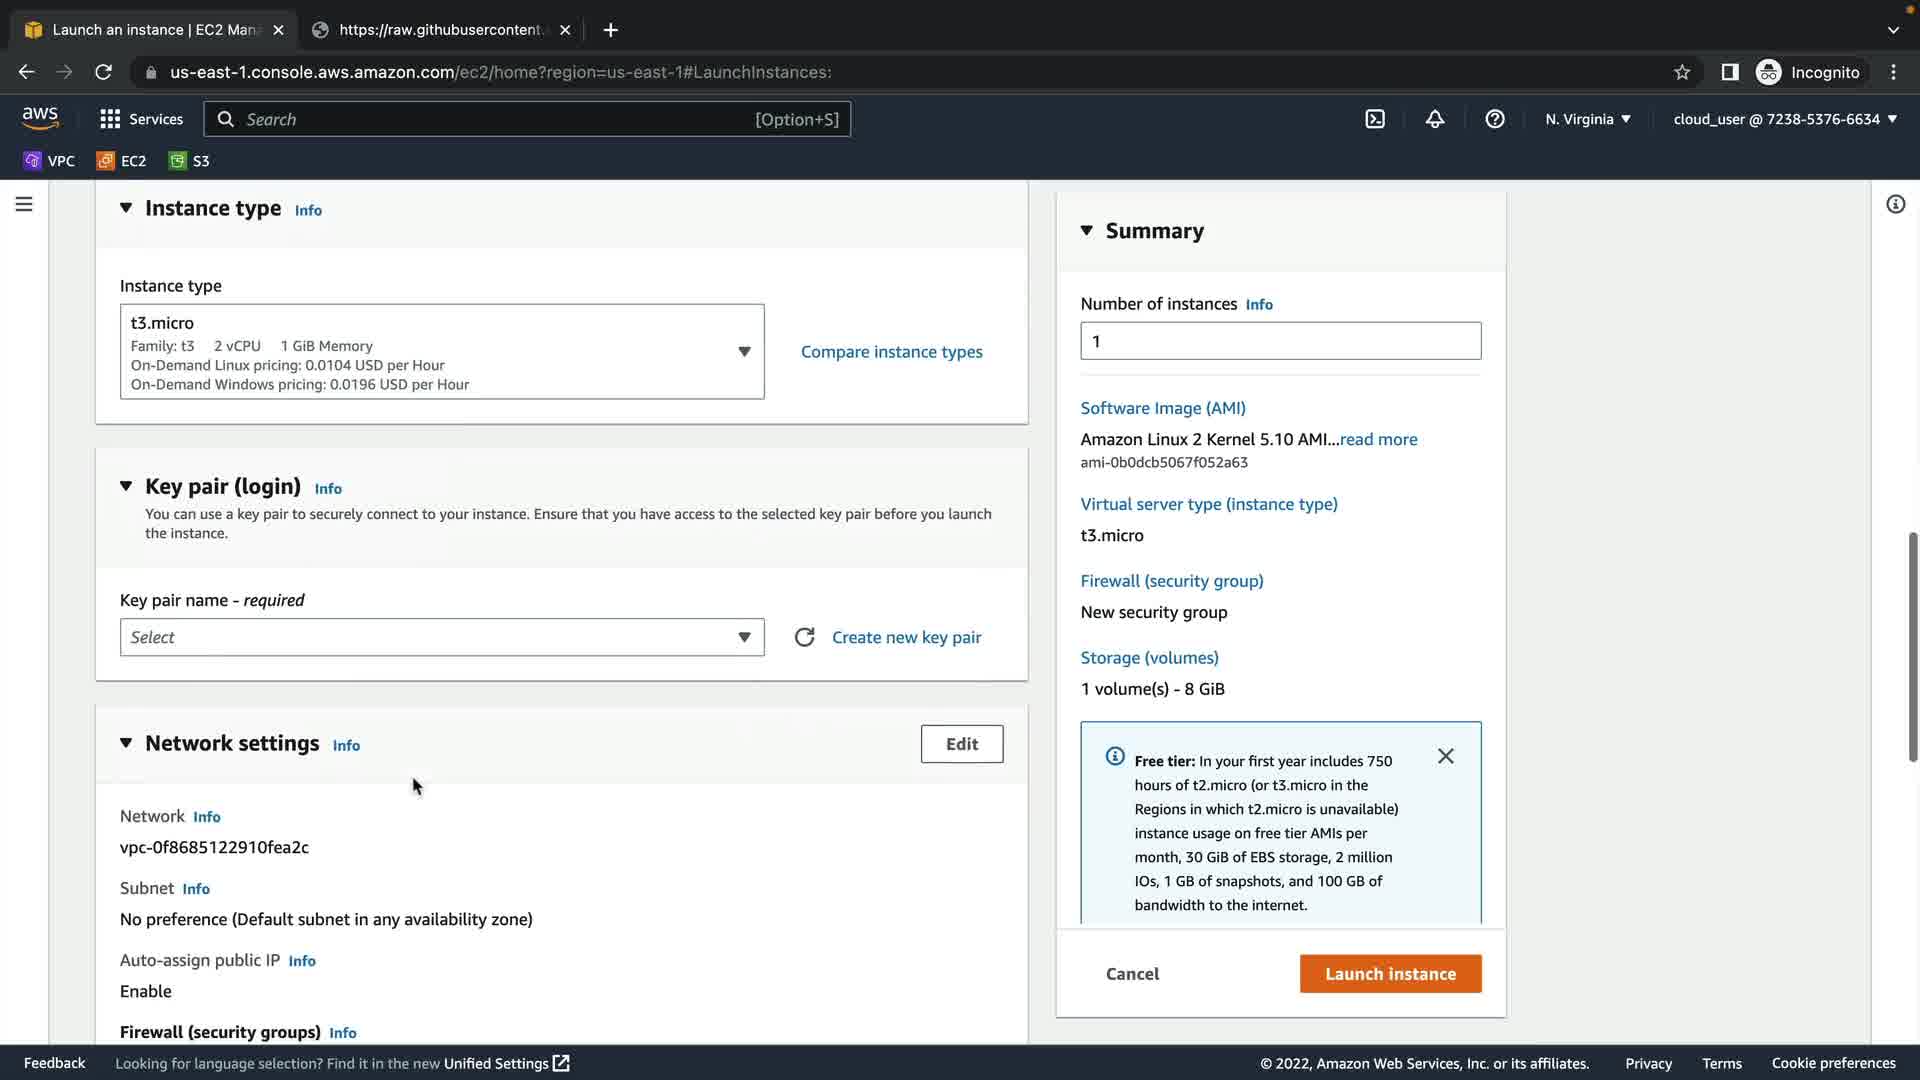 Launch an instance | EC2 Mana
https://raw.githubusercontent.
us-east-1.console.aws.amazon.com/ec2/home?region=us-east-1#LaunchInstances:
Incognito
aws
Services
Search
[Option+S]
N. Virginia
cloud_user @ 7238-5376-6634
VPC
EC2
S3
Instance type Info
Instance type
t3.micro
Family: t3 2 vCPU 1 GiB Memory
On-Demand Linux pricing: 0.0104 USD per Hour
On-Demand Windows pricing: 0.0196 USD per Hour
Compare instance types
Key pair (login) Info
You can use a key pair to securely connect to your instance. Ensure that you have access to the selected key pair before you launch
the instance.
Key pair name - required
Select
Create new key pair
Network settings Info
Edit
Network Info
vpc-0f8685122910fea2c
Subnet Info
No preference (Default subnet in any availability zone)
Auto-assign public IP Info
Enable
Firewall (security groups) Info
Summary
Number of instances Info
1
Software Image (AMI)
Amazon Linux 2 Kernel 5.10 AMI...read more
ami-0b0dcb5067f052a63
Virtual server type (instance type)
t3.micro
Firewall (security group)
New security group
Storage (volumes)
1 volume(s) - 8 GiB
Free tier: In your first year includes 750
hours of t2.micro (or t3.micro in the
Regions in which t2.micro is unavailable)
instance usage on free tier AMIs per
month, 30 GiB of EBS storage, 2 million
IOs, 1 GB of snapshots, and 100 GB of
bandwidth to the internet.
Cancel
Launch instance
Feedback
Looking for language selection? Find it in the new Unified Settings
© 2022, Amazon Web Services, Inc. or its affiliates.
Privacy
Terms
Cookie preferences